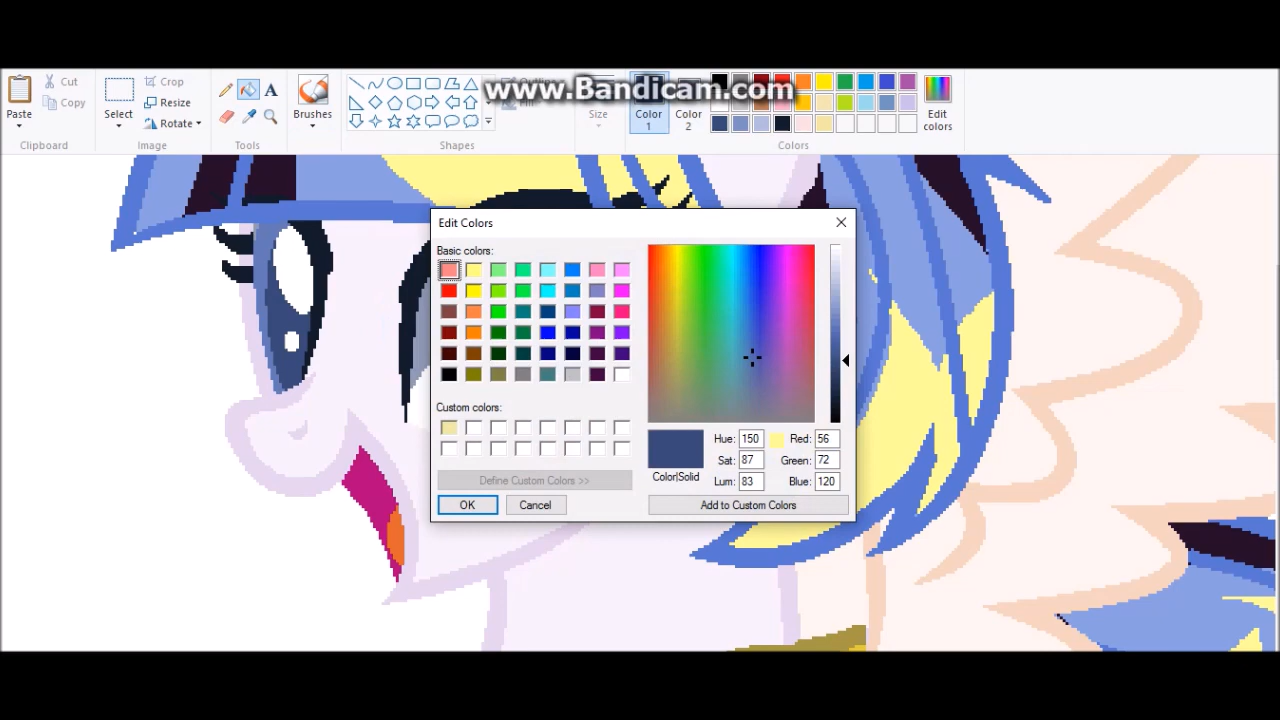 www.Bandicam.com
Cut
Copy
Paste
Clipboard
Select
Crop
Resize
Rotate
Image
A
Tools
Brushes
Outline
Fill
Shapes
Size
Color
1
Color
2
Edit
colors
Colors
Edit Colors
Basic colors:
Custom colors:
Define Custom Colors >>
OK
Cancel
Color|Solid
Hue: 150
Sat: 87
Lum: 83
Red: 56
Green: 72
Blue: 120
Add to Custom Colors